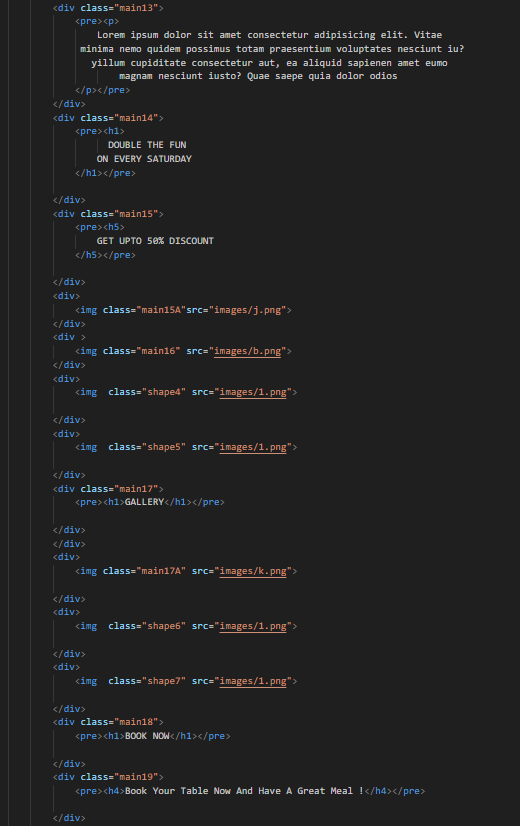 <div class="main13">
<pre><p>
Lorem ipsum dolor sit amet consectetur adipisicing elit. Vitae
minima nemo quidem possimus totam praesentium voluptates nesciunt iu?
yillum cupiditate consectetur aut, ea aliquid sapienen amet eumo
magnam nesciunt iusto? Quae saepe quia dolor odios
</p></pre>
</div>
<div class="main14">
<pre><h1>
DOUBLE THE FUN
ON EVERY SATURDAY
</h1></pre>
</div>
<div class="main15">
<pre><h5>
GET UPTO 50% DISCOUNT
</h5></pre>
</div>
<div>
<img class="main15A"src="images/j.png">
</div>
<div >
<img class="main16" src="images/b.png">
</div>
<div>
<img  class="shape4" src="images/1.png">
</div>
<div>
<img  class="shape5" src="images/1.png">
</div>
<div class="main17">
<pre><h1>GALLERY</h1></pre>
</div>
</div>
<div>
<img class="main17A" src="images/k.png">
</div>
<div>
<img  class="shape6" src="images/1.png">
</div>
<div>
<img  class="shape7" src="images/1.png">
</div>
<div class="main18">
<pre><h1>BOOK NOW</h1></pre>
</div>
<div class="main19">
<pre><h4>Book Your Table Now And Have A Great Meal !</h4></pre>
</div>